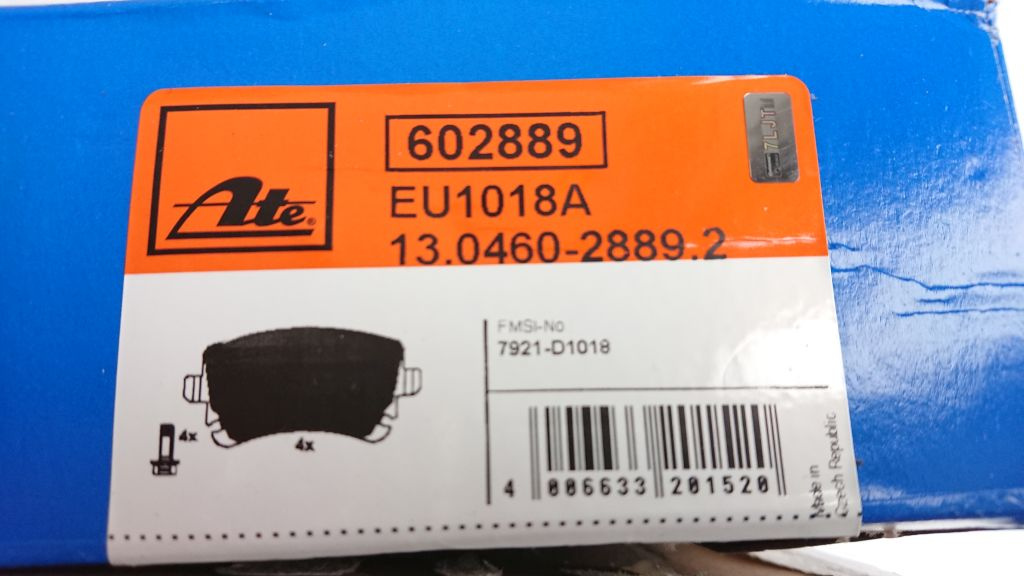 Ate®
602889
EU1018A
13.0460-2889.2
7LJT
FMSI-No
7921-D1018
4x
4x
4 006633 201520
Made in
Czech Republic